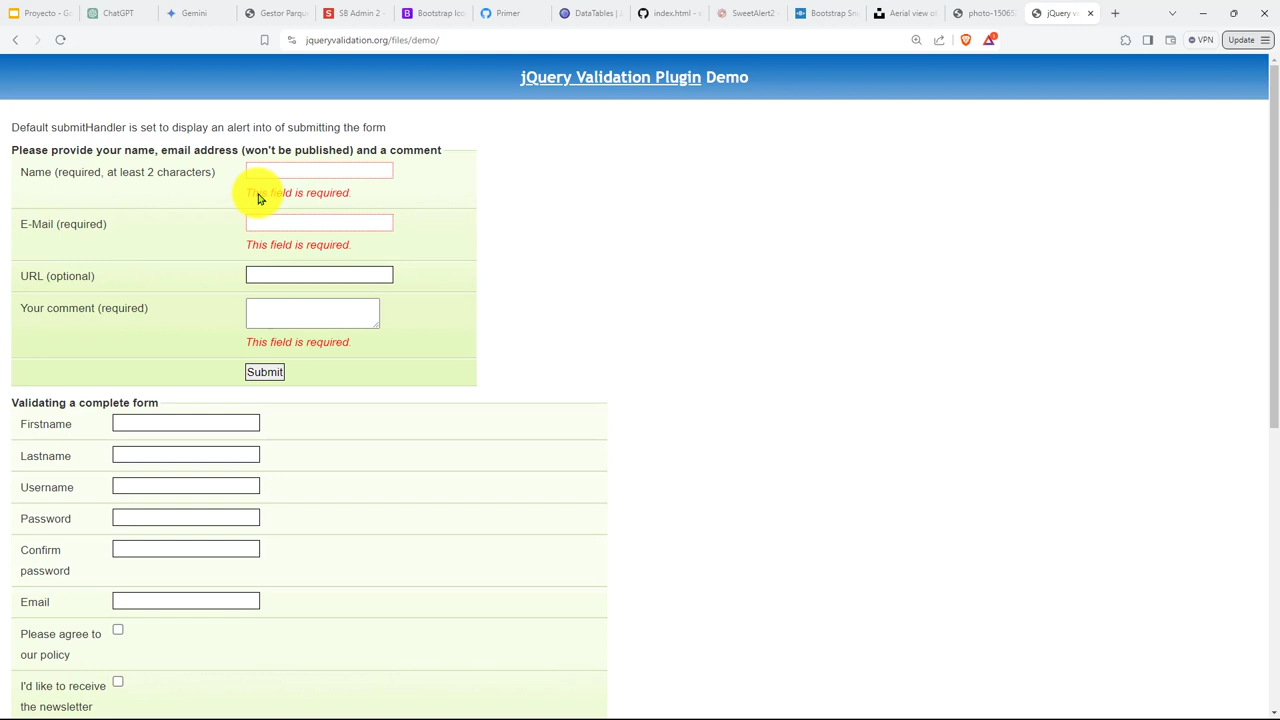 Proyecto - G
ChatGPT
Gemini
Gestor Parqu
SB Admin 2 -
Bootstrap Ico
Primer
DataTables |
index.html -
SweetAlert2
Bootstrap Sni
Aerial view of
photo-15065
jQuery v
jqueryvalidation.org/files/demo/
VPN
Update
jQuery Validation Plugin Demo
Default submitHandler is set to display an alert into of submitting the form
Please provide your name, email address (won't be published) and a comment
Name (required, at least 2 characters)
This field is required.
E-Mail (required)
This field is required.
URL (optional)
Your comment (required)
This field is required.
Submit
Validating a complete form
Firstname
Lastname
Username
Password
Confirm
password
Email
Please agree to
our policy
I'd like to receive
the newsletter